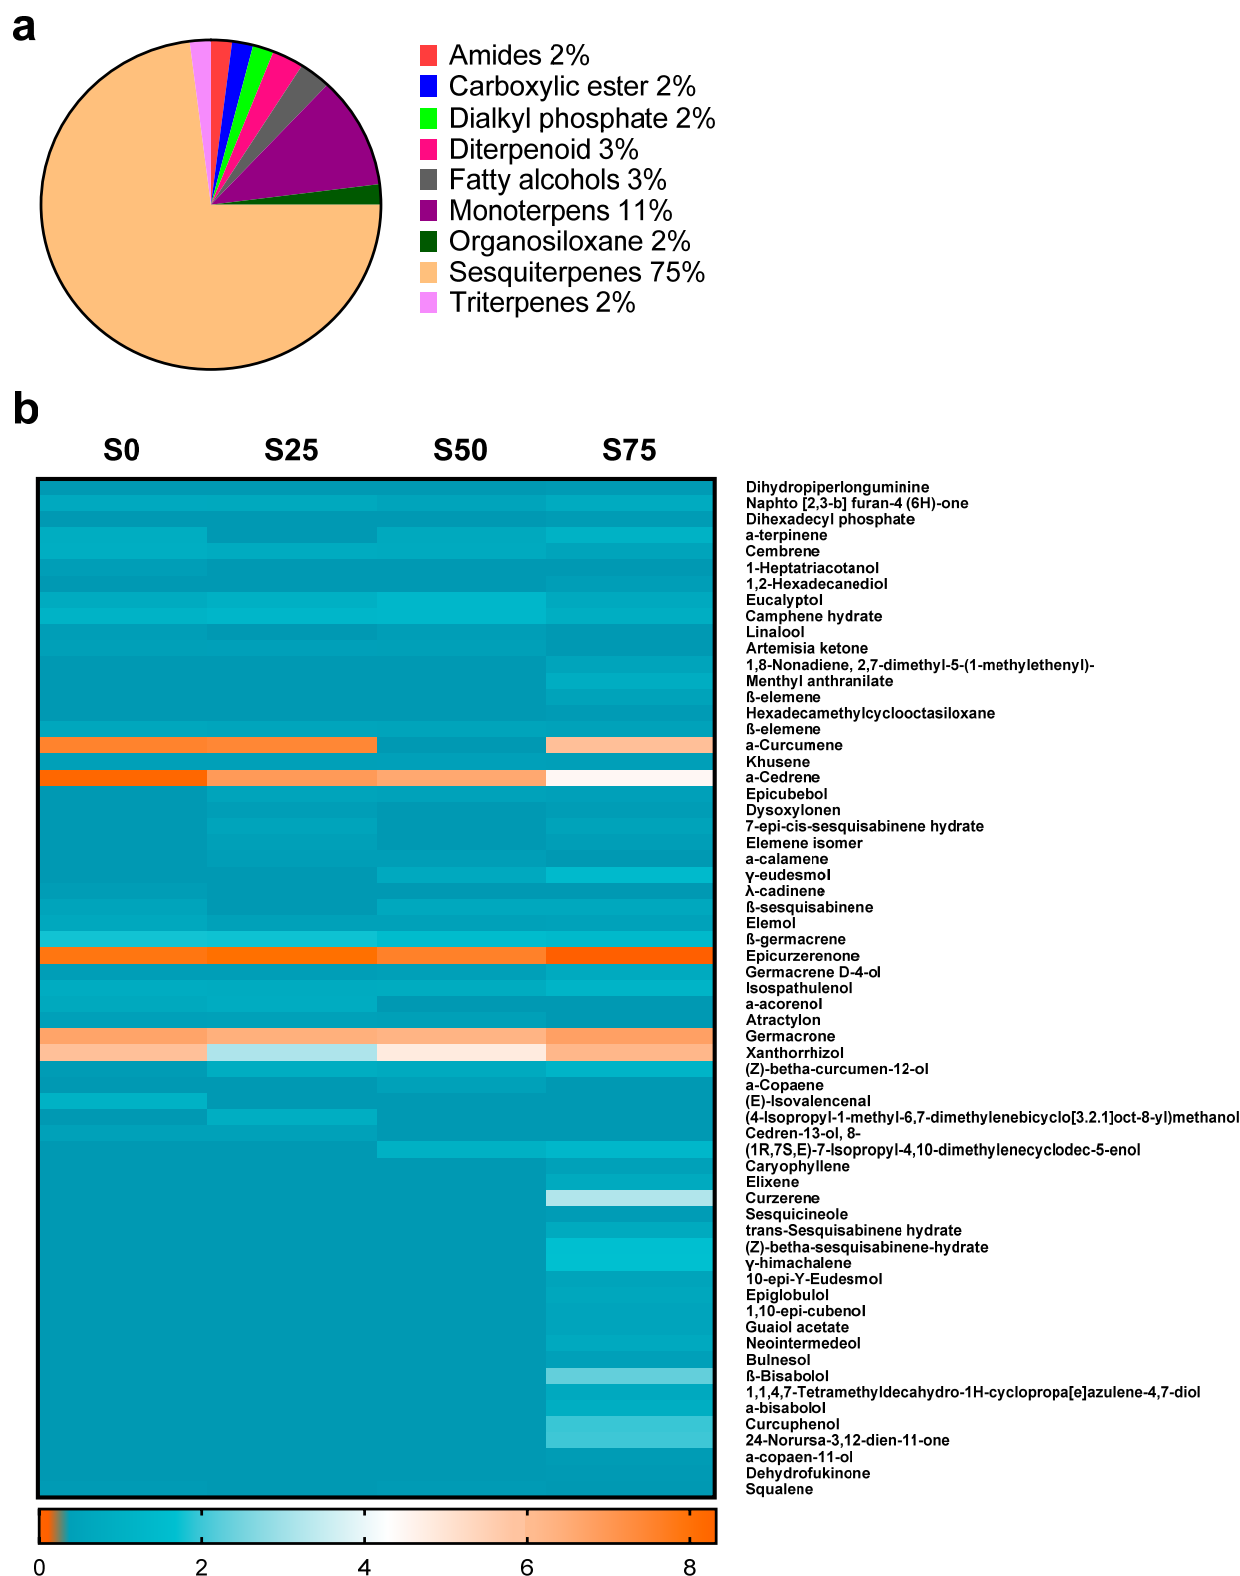 a
Amides 2%
Carboxylic ester 2%
Dialkyl phosphate 2%
Diterpenoid 3%
Fatty alcohols 3%
Monoterpens 11%
Organosiloxane 2%
Sesquiterpenes 75%
Triterpenes 2%
b
S0 S25 S50 S75
Dihydropiperlonguminine
Naphto [2,3-b] furan-4 (6H)-one
Dihexadecyl phosphate
a-terpinene
Cembrene
1-Heptatriacotanol
1,2-Hexadecanediol
Eucalyptol
Camphene hydrate
Linalool
Artemisia ketone
1,8-Nonadiene, 2,7-dimethyl-5-(1-methylethenyl)-
Menthyl anthranilate
ß-elemene
Hexadecamethylcyclooctasiloxane
ß-elemene
a-Curcumene
Khusene
a-Cedrene
Epicubebol
Dysoxylonen
7-epi-cis-sesquisabinene hydrate
Elemene isomer
a-calamene
γ-eudesmol
λ-cadinene
ß-sesquisabinene
Elemol
ß-germacrene
Epicurzerenone
Germacrene D-4-ol
Isospathulenol
a-acorenol
Atractylon
Germacrone
Xanthorrhizol
(Z)-betha-curcumen-12-ol
a-Copaene
(E)-Isovalencenal
(4-Isopropyl-1-methyl-6,7-dimethylenebicyclo[3.2.1]oct-8-yl)methanol
Cedren-13-ol, 8-
(1R,7S,E)-7-Isopropyl-4,10-dimethylenecyclodec-5-enol
Caryophyllene
Elixene
Curzerene
Sesquicineole
trans-Sesquisabinene hydrate
(Z)-betha-sesquisabinene-hydrate
γ-himachalene
10-epi-Y-Eudesmol
Epiglobulol
1,10-epi-cubenol
Guaiol acetate
Neointermedeol
Bulnesol
ß-Bisabolol
1,1,4,7-Tetramethyldecahydro-1H-cyclopropa[e]azulene-4,7-diol
a-bisabolol
Curcuphenol
24-Norursa-3,12-dien-11-one
a-copaen-11-ol
Dehydrofukinone
Squalene
0 2 4 6 8